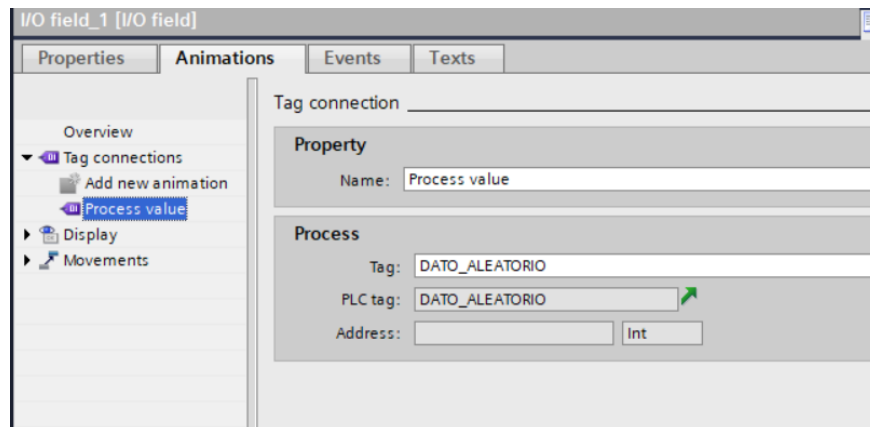 I/O field_1 [I/O field]
Properties
Animations
Events
Texts
Tag connection
Overview
Tag connections
Add new animation
Process value
Display
Movements
Property
Name: Process value
Process
Tag: DATO_ALEATORIO
PLC tag: DATO_ALEATORIO
Address: Int